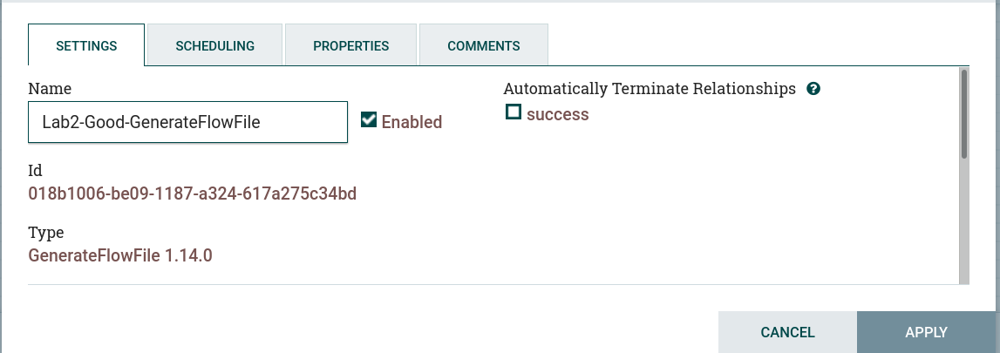 SETTINGS SCHEDULING PROPERTIES COMMENTS
Name
Lab2-Good-GenerateFlowFile
Enabled
Id
018b1006-be09-1187-a324-617a275c34bd
Type
GenerateFlowFile 1.14.0
Automatically Terminate Relationships ?
success
CANCEL APPLY